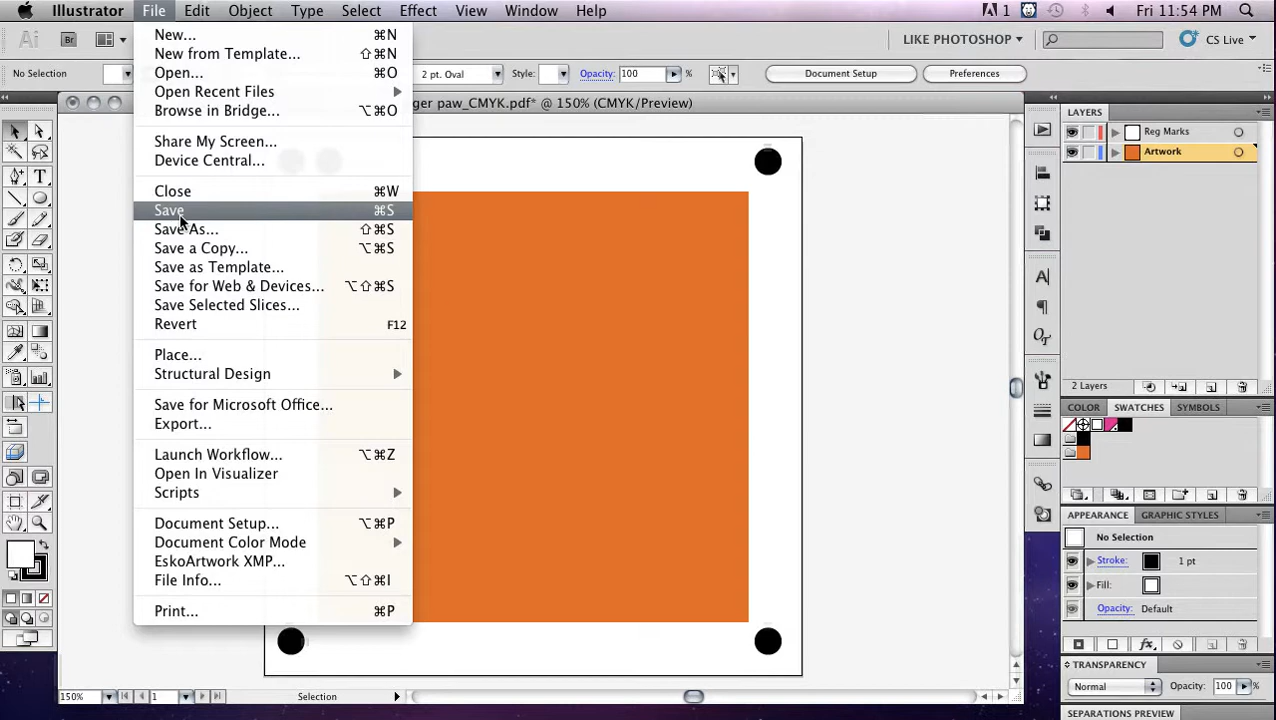 Illustrator File Edit Object Type Select Effect View Window Help 1 Fri 11:54 PM
Ai Br LIKE PHOTOSHOP CS Live
No Selection 2 pt. Oval Style: Opacity: 100 % Document Setup Preferences
ger paw_CMYK.pdf* @ 150% (CMYK/Preview)
New... ⌘N
New from Template... ⇧⌘N
Open... ⌘O
Open Recent Files
Browse in Bridge... ⌥⌘O
Share My Screen...
Device Central...
Close ⌘W
Save ⌘S
Save As... ⇧⌘S
Save a Copy... ⌥⌘S
Save as Template...
Save for Web & Devices... ⌥⇧⌘S
Save Selected Slices...
Revert F12
Place...
Structural Design
Save for Microsoft Office...
Export...
Launch Workflow... ⌥⌘Z
Open In Visualizer
Scripts
Document Setup... ⌥⌘P
Document Color Mode
EskoArtwork XMP...
File Info... ⌥⇧⌘I
Print... ⌘P
LAYERS
Reg Marks
Artwork
2 Layers
COLOR SWATCHES SYMBOLS
APPEARANCE GRAPHIC STYLES
No Selection
Stroke: 1 pt
Fill:
Opacity: Default
TRANSPARENCY
Normal Opacity: 100 %
SEPARATIONS PREVIEW
150% 1 Selection